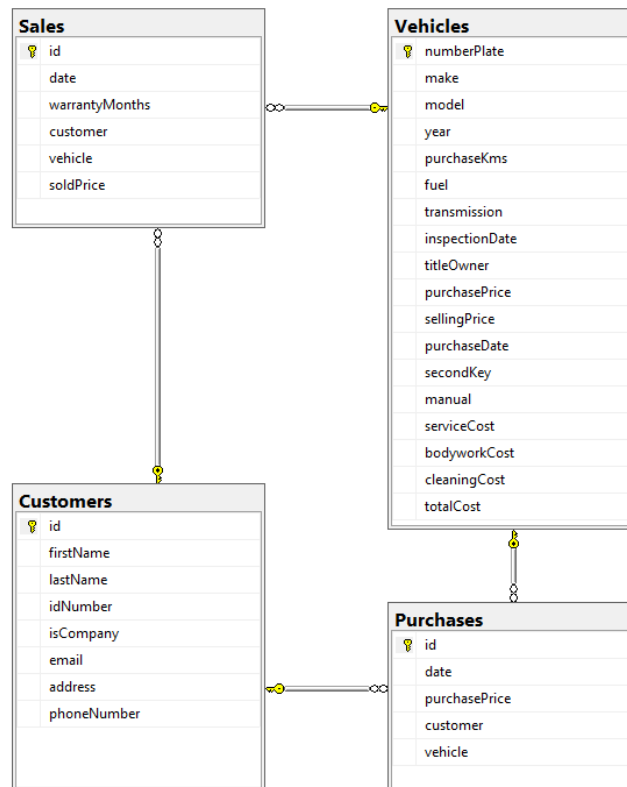 Sales
id
date
warrantyMonths
customer
vehicle
soldPrice
Vehicles
numberPlate
make
model
year
purchaseKms
fuel
transmission
inspectionDate
titleOwner
purchasePrice
sellingPrice
purchaseDate
secondKey
manual
serviceCost
bodyworkCost
cleaningCost
totalCost
Customers
id
firstName
lastName
idNumber
isCompany
email
address
phoneNumber
Purchases
id
date
purchasePrice
customer
vehicle